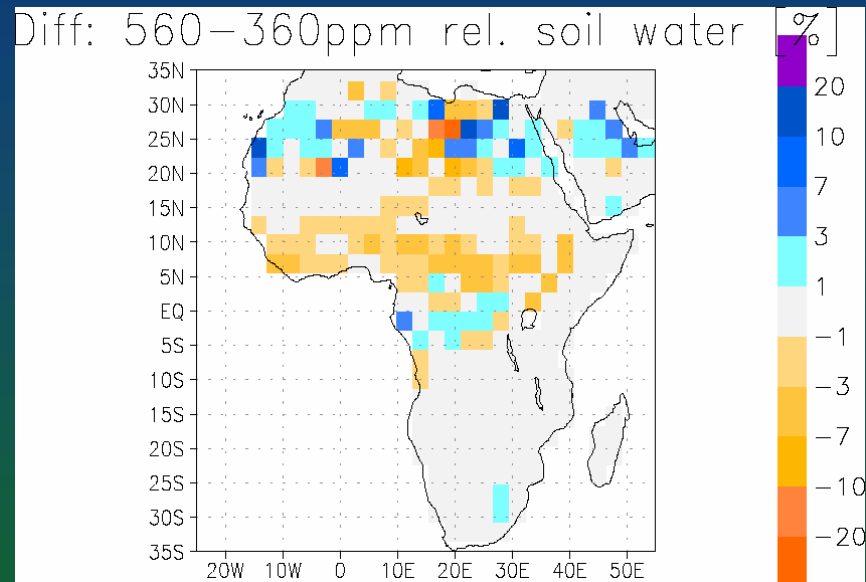 Diff: 560−360ppm rel. soil water [%]
35N
30N
25N
20N
15N
10N
5N
EQ
5S
10S
15S
20S
25S
30S
35S
20W 10W 0 10E 20E 30E 40E 50E
20
10
7
3
1
−1
−3
−7
−10
−20